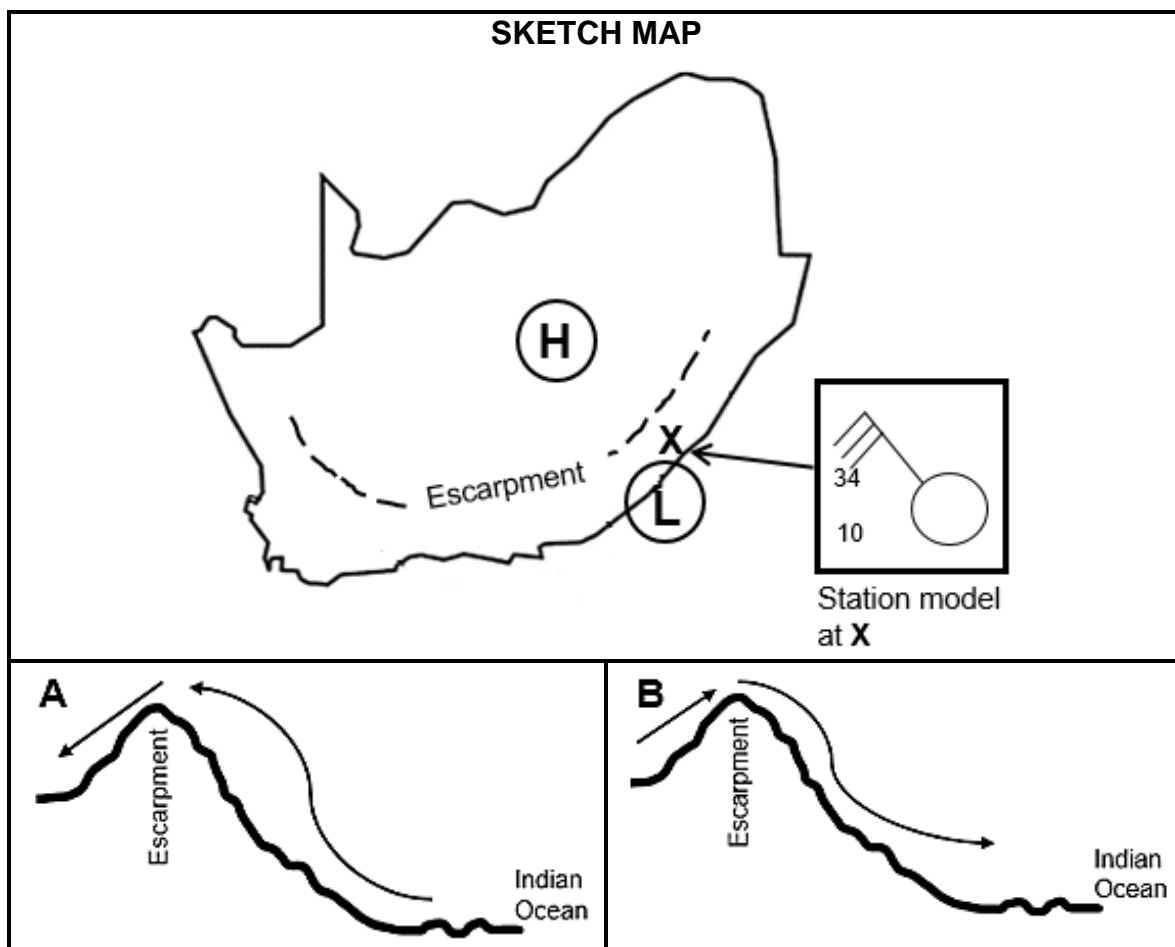 SKETCH MAP
H
X
Escarpment
L
34
10
Station model
at X
A
Escarpment
Indian
Ocean
B
Escarpment
Indian
Ocean